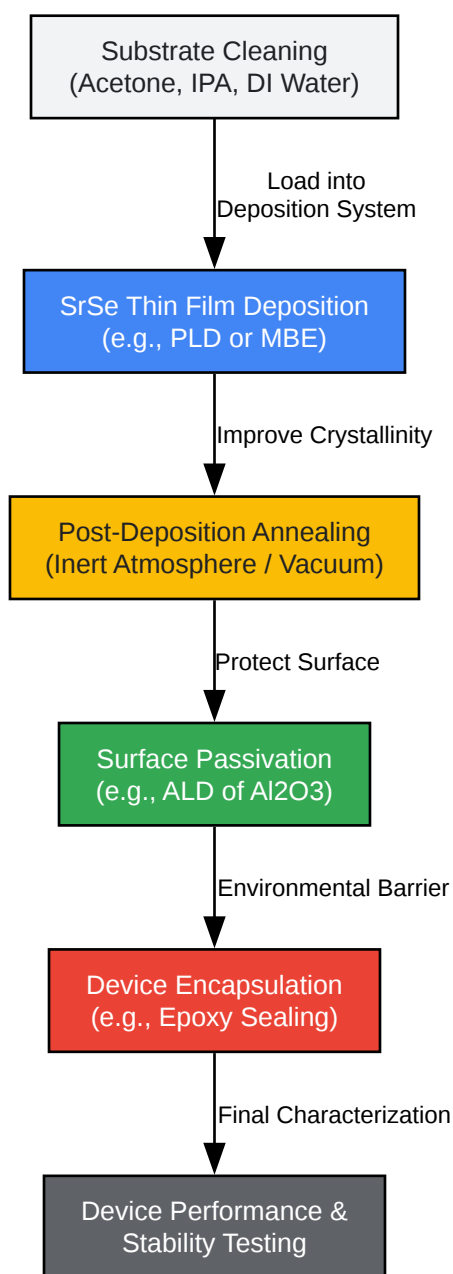 Substrate Cleaning
(Acetone, IPA, DI Water)
Load into
Deposition System
SrSe Thin Film Deposition
(e.g., PLD or MBE)
Improve Crystallinity
Post-Deposition Annealing
(Inert Atmosphere / Vacuum)
Protect Surface
Surface Passivation
(e.g., ALD of Al2O3)
Environmental Barrier
Device Encapsulation
(e.g., Epoxy Sealing)
Final Characterization
Device Performance &
Stability Testing